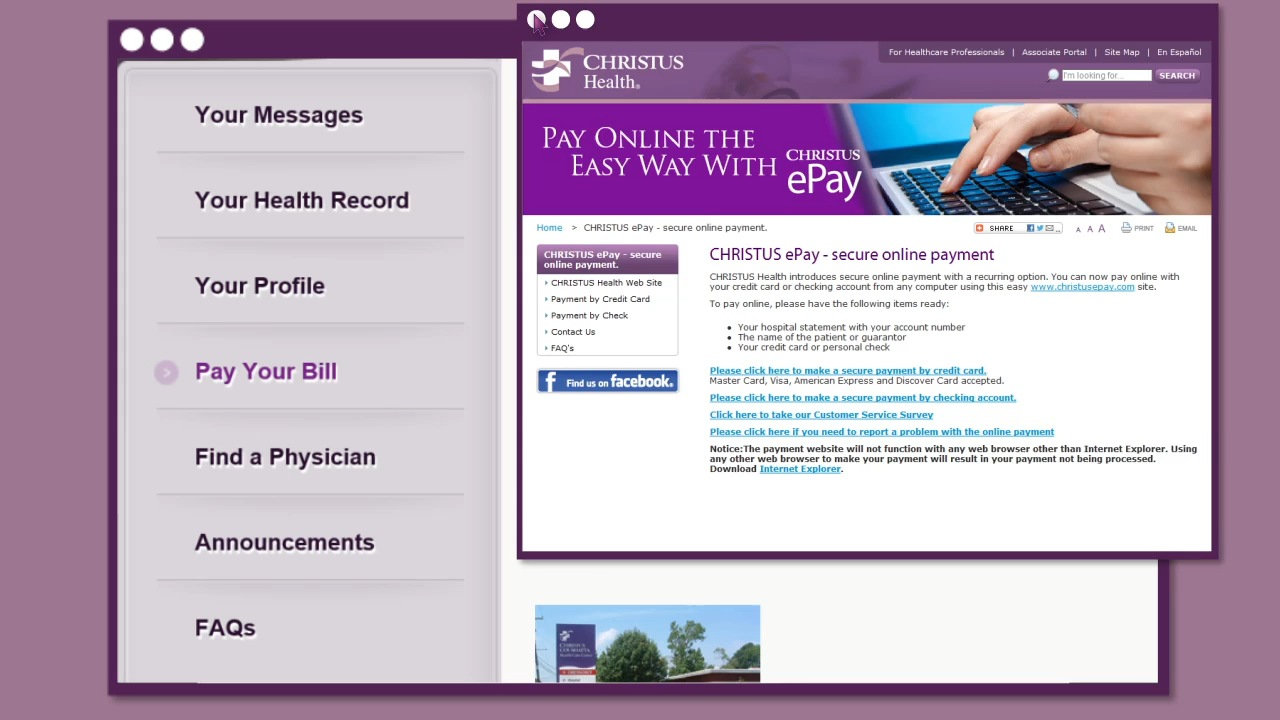 Your Messages
Your Health Record
Your Profile
Pay Your Bill
Find a Physician
Announcements
FAQs
CHRISTUS
Health®
For Healthcare Professionals | Associate Portal | Site Map | En Español
I'm looking for... SEARCH
PAY ONLINE THE
EASY WAY WITH
CHRISTUS
ePay
Home > CHRISTUS ePay - secure online payment.
SHARE
A A A
PRINT
EMAIL
CHRISTUS ePay - secure
online payment.
CHRISTUS Health Web Site
Payment by Credit Card
Payment by Check
Contact Us
FAQ's
f Find us on facebook.
CHRISTUS ePay - secure online payment
CHRISTUS Health introduces secure online payment with a recurring option. You can now pay online with
your credit card or checking account from any computer using this easy www.christusepay.com site.
To pay online, please have the following items ready:
Your hospital statement with your account number
The name of the patient or guarantor
Your credit card or personal check
Please click here to make a secure payment by credit card.
Master Card, Visa, American Express and Discover Card accepted.
Please click here to make a secure payment by checking account.
Click here to take our Customer Service Survey
Please click here if you need to report a problem with the online payment
Notice:The payment website will not function with any web browser other than Internet Explorer. Using
any other web browser to make your payment will result in your payment not being processed.
Download Internet Explorer.
CHRISTUS
COUSHATTA
Health Care Center